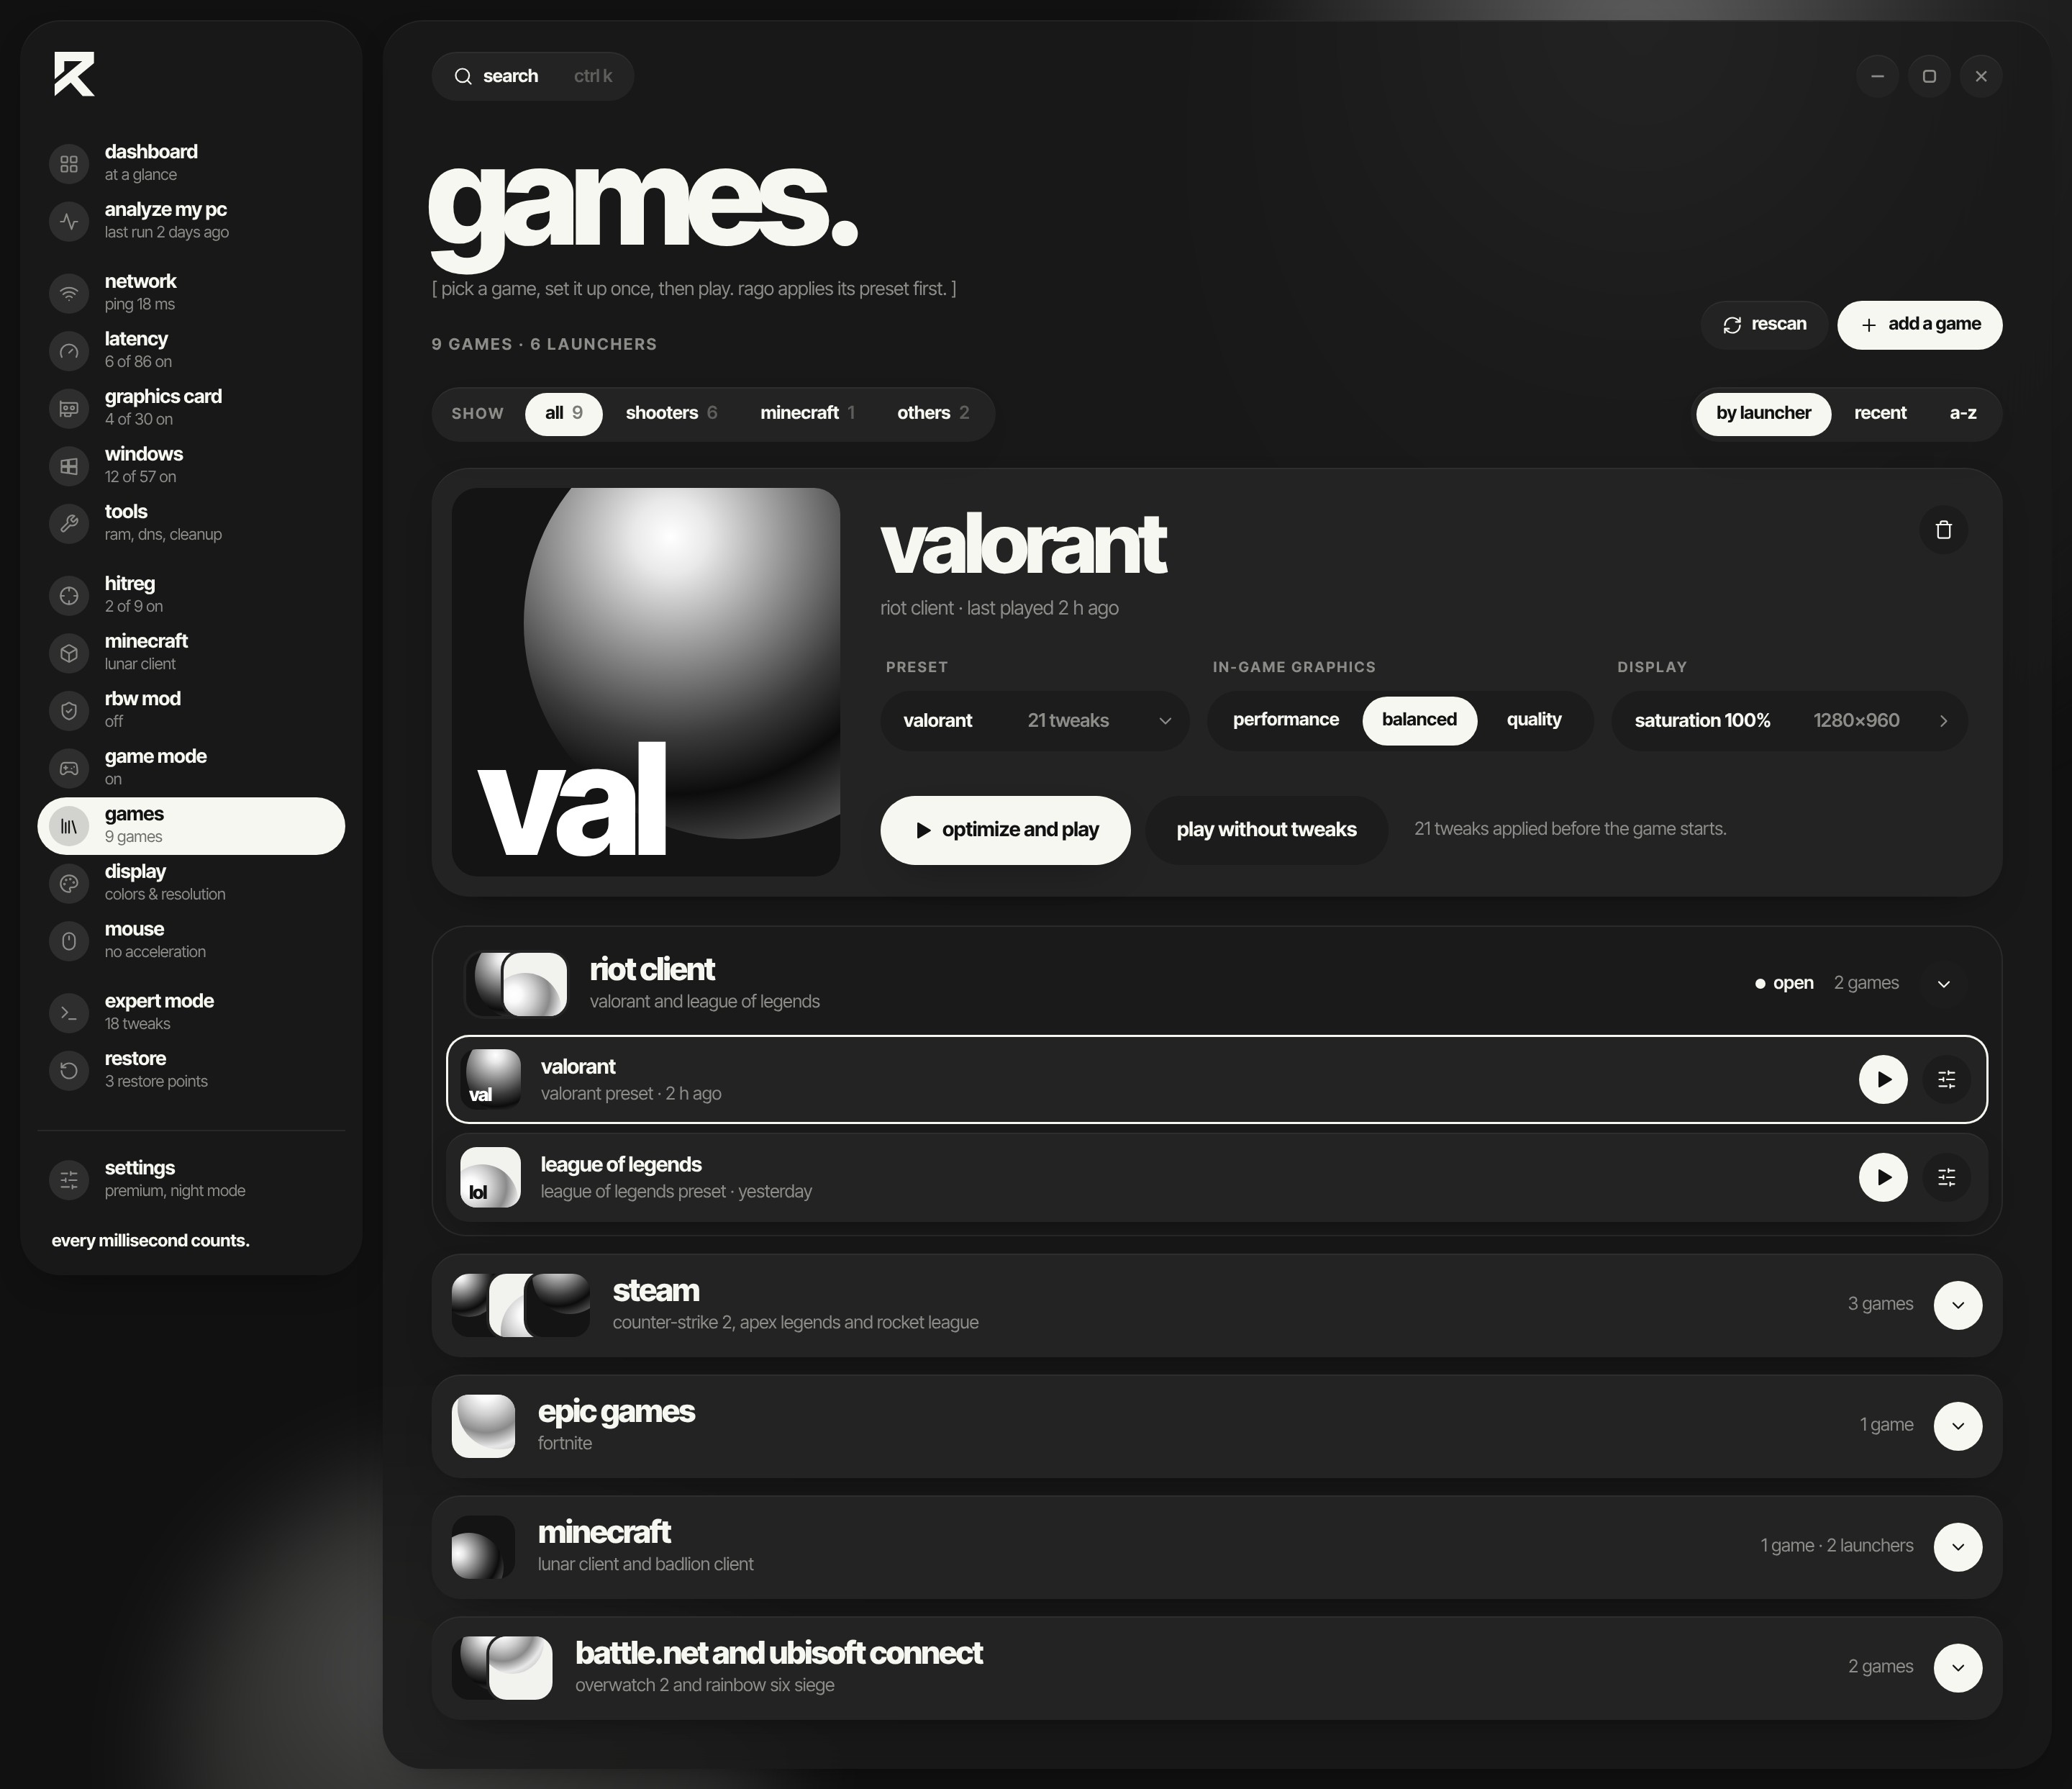 dashboard
at a glance
analyze my pc
last run 2 days ago
network
ping 18 ms
latency
6 of 86 on
graphics card
4 of 30 on
windows
12 of 57 on
tools
ram, dns, cleanup
hitreg
2 of 9 on
minecraft
lunar client
rbw mod
off
game mode
on
games
9 games
display
colors & resolution
mouse
no acceleration
expert mode
18 tweaks
restore
3 restore points
settings
premium, night mode
every millisecond counts.
search ctrl k
games.
[ pick a game, set it up once, then play. rago applies its preset first. ]
9 GAMES · 6 LAUNCHERS
rescan add a game
SHOW all 9 shooters 6 minecraft 1 others 2
by launcher recent a-z
val
valorant
riot client · last played 2 h ago
PRESET IN-GAME GRAPHICS DISPLAY
valorant 21 tweaks performance balanced quality saturation 100% 1280×960
optimize and play play without tweaks 21 tweaks applied before the game starts.
riot client
valorant and league of legends
open 2 games
val
valorant
valorant preset · 2 h ago
lol
league of legends
league of legends preset · yesterday
steam
counter-strike 2, apex legends and rocket league
3 games
epic games
fortnite
1 game
minecraft
lunar client and badlion client
1 game · 2 launchers
battle.net and ubisoft connect
overwatch 2 and rainbow six siege
2 games